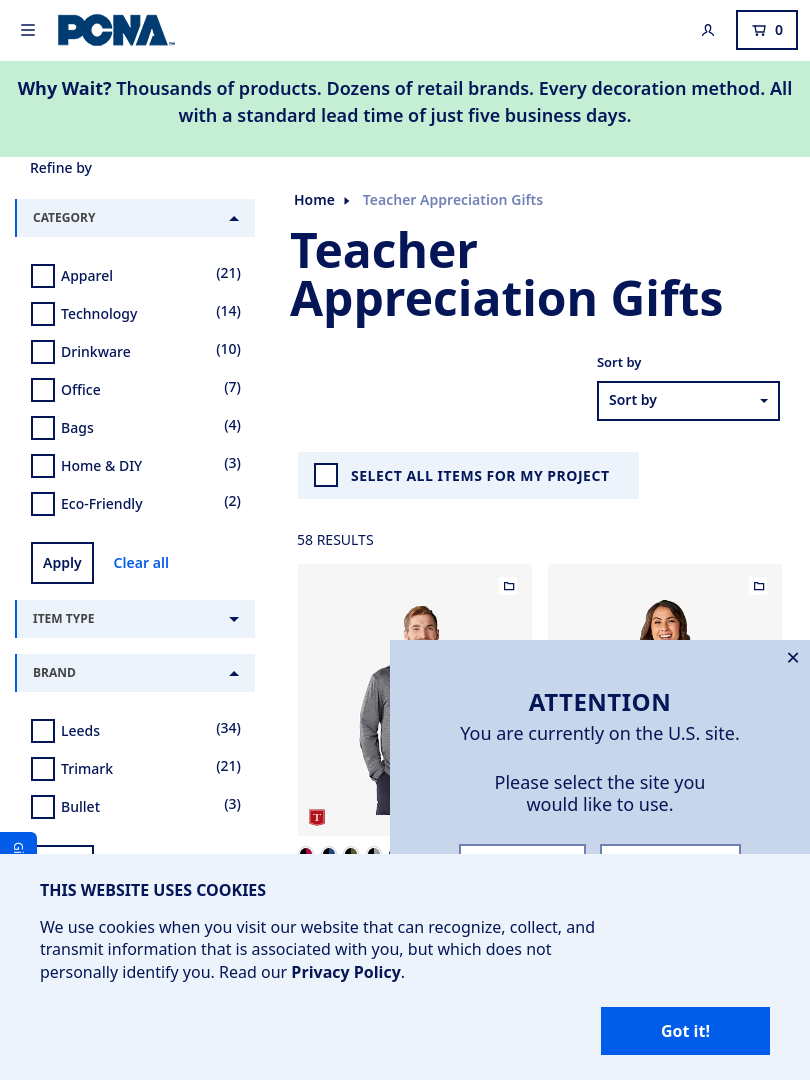 PCNA
0
Why Wait? Thousands of products. Dozens of retail brands. Every decoration method. All
with a standard lead time of just five business days.
Refine by
CATEGORY
Apparel (21)
Technology (14)
Drinkware (10)
Office (7)
Bags (4)
Home & DIY (3)
Eco-Friendly (2)
Apply Clear all
ITEM TYPE
BRAND
Leeds (34)
Trimark (21)
Bullet (3)
Home Teacher Appreciation Gifts
Teacher
Appreciation Gifts
Sort by
Sort by
SELECT ALL ITEMS FOR MY PROJECT
58 RESULTS
T
ATTENTION
You are currently on the U.S. site.
Please select the site you
would like to use.
THIS WEBSITE USES COOKIES
We use cookies when you visit our website that can recognize, collect, and
transmit information that is associated with you, but which does not
personally identify you. Read our Privacy Policy.
Got it!